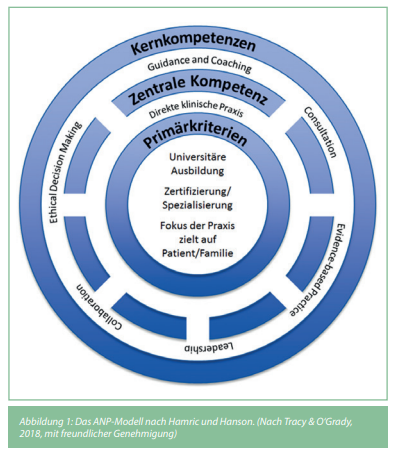 Kernkompetenzen
Guidance and Coaching
Zentrale Kompetenz
Direkte klinische Praxis
Primärkriterien
Universitäre
Ausbildung
Zertifizierung/
Spezialisierung
Fokus der Praxis
zielt auf
Patient/Familie
Ethical Decision Making
Consultation
Evidence-based Practice
Collaboration
Leadership
Abbildung 1: Das ANP-Modell nach Hamric und Hanson. (Nach Tracy & O'Grady,
2018, mit freundlicher Genehmigung)